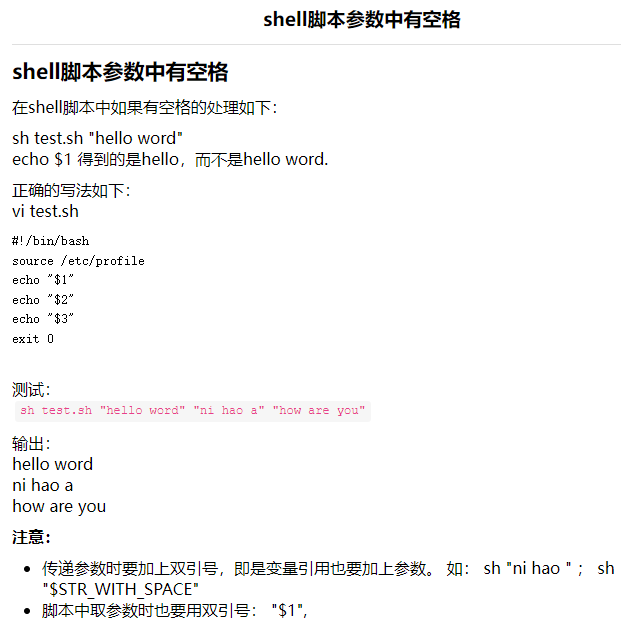 shell脚本参数中有空格
shell脚本参数中有空格
在shell脚本中如果有空格的处理如下：
sh test.sh "hello word"
echo $1 得到的是hello，而不是hello word.
正确的写法如下：
vi test.sh
#!/bin/bash
source /etc/profile
echo "$1"
echo "$2"
echo "$3"
exit 0
测试：
sh test.sh "hello word" "ni hao a" "how are you"
输出：
hello word
ni hao a
how are you
注意：
• 传递参数时要加上双引号，即是变量引用也要加上参数。 如： sh "ni hao " ； sh
"$STR_WITH_SPACE"
• 脚本中取参数时也要用双引号： "$1",